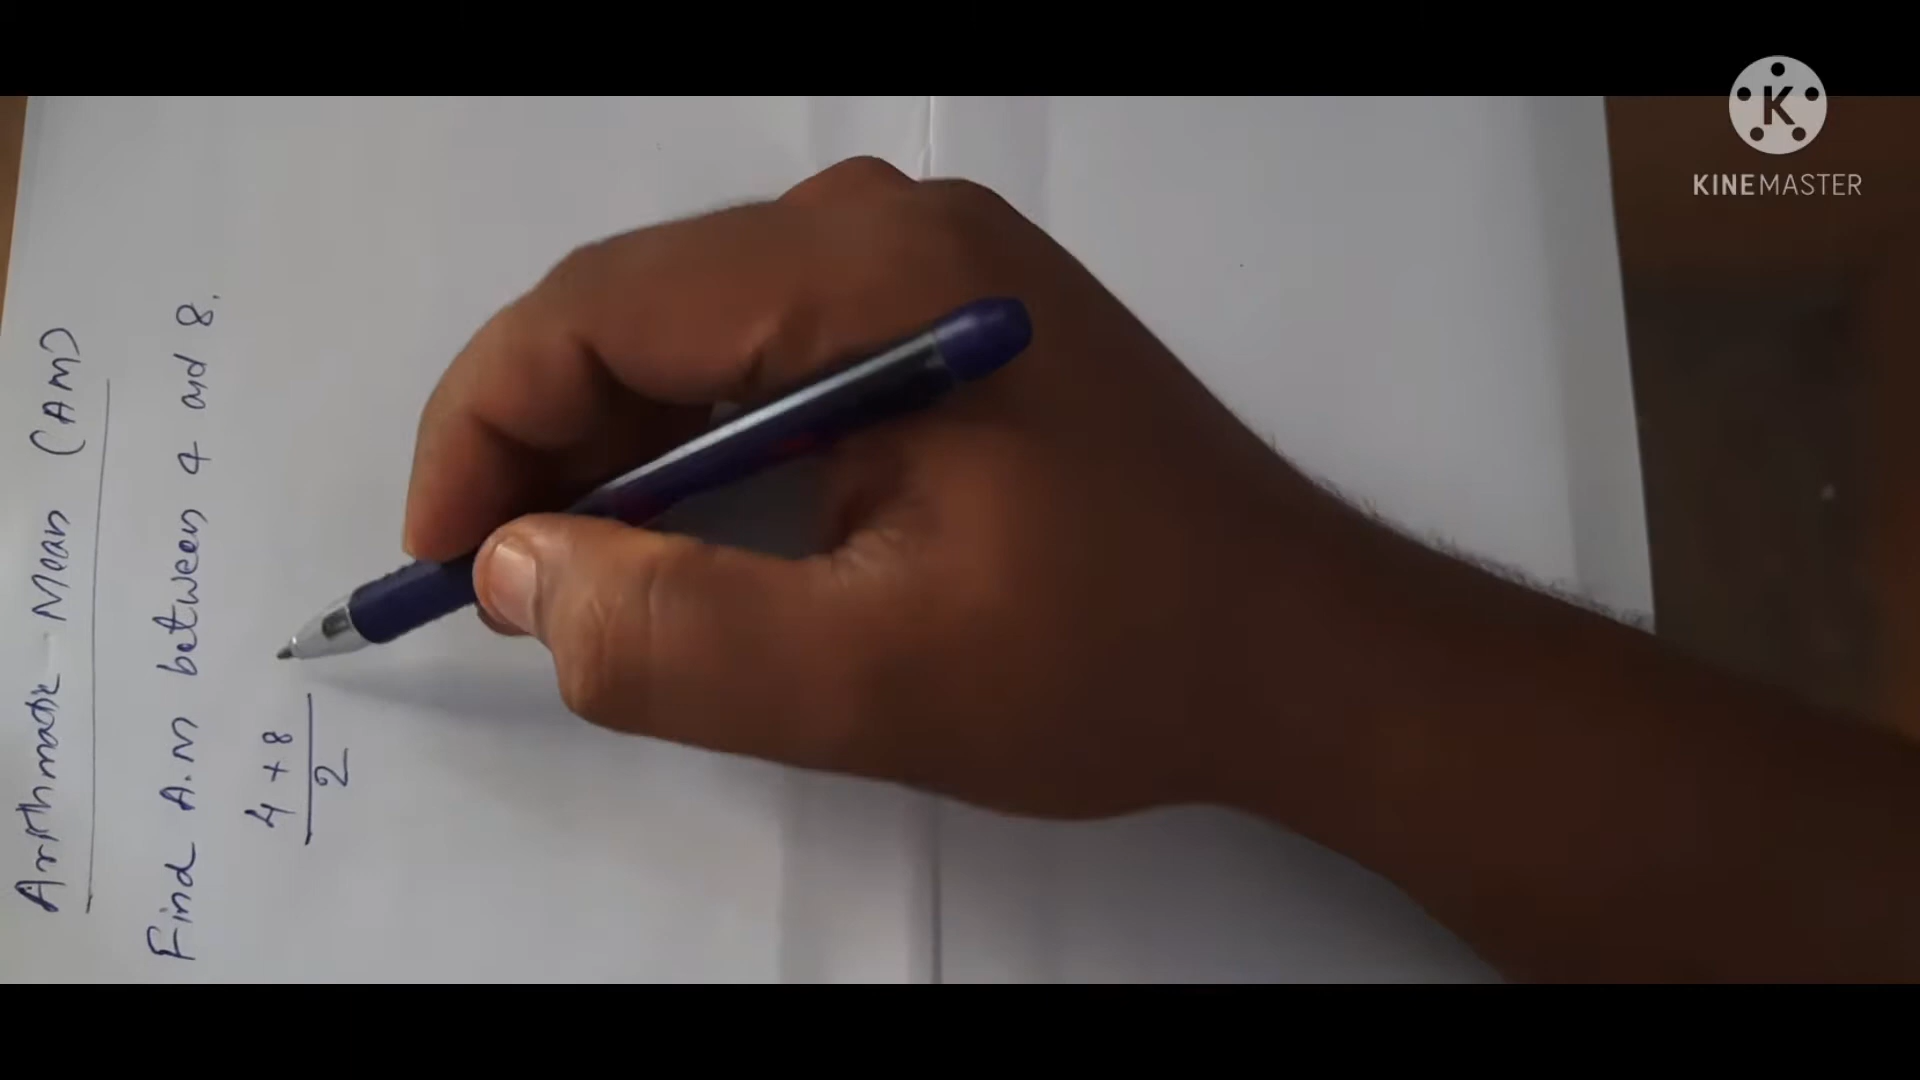 Arithmatic Mean (AM)
Find A.M between 4 and 8.
4 + 8
2
K
KINEMASTER